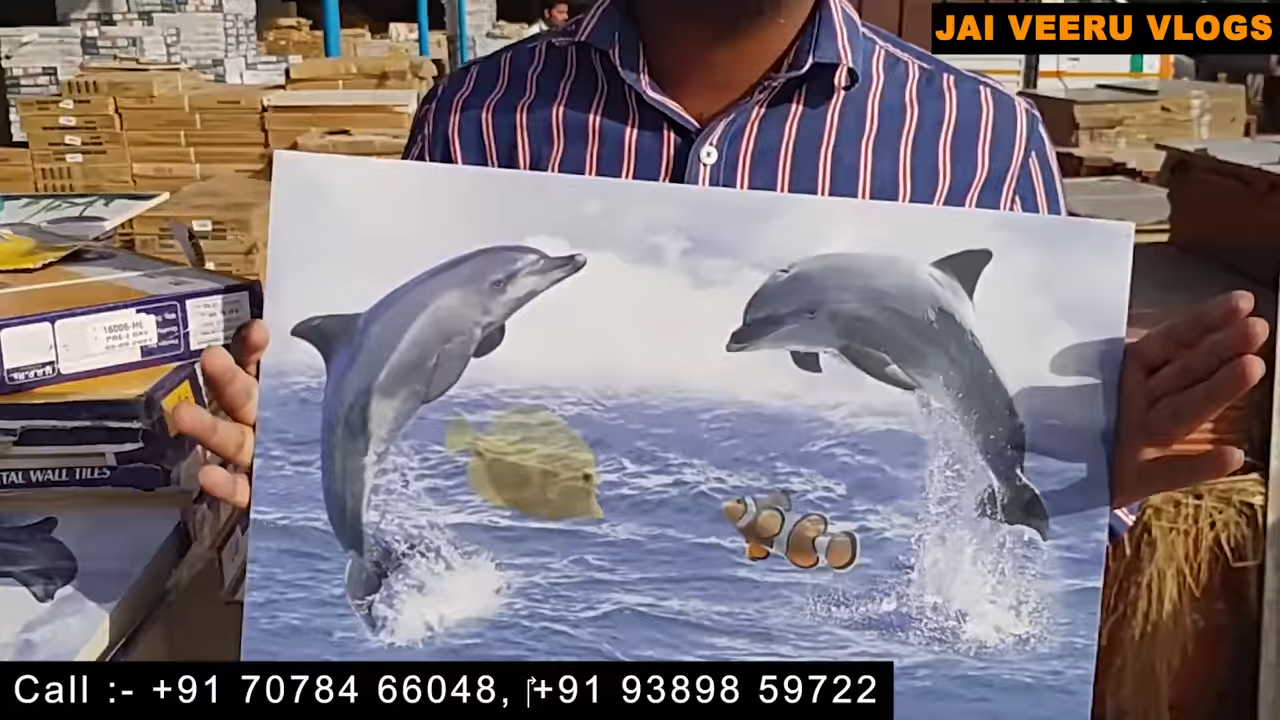 JAI VEERU VLOGS
16006-HL
TAL WALL TILES
Call :- +91 70784 66048, +91 93898 59722